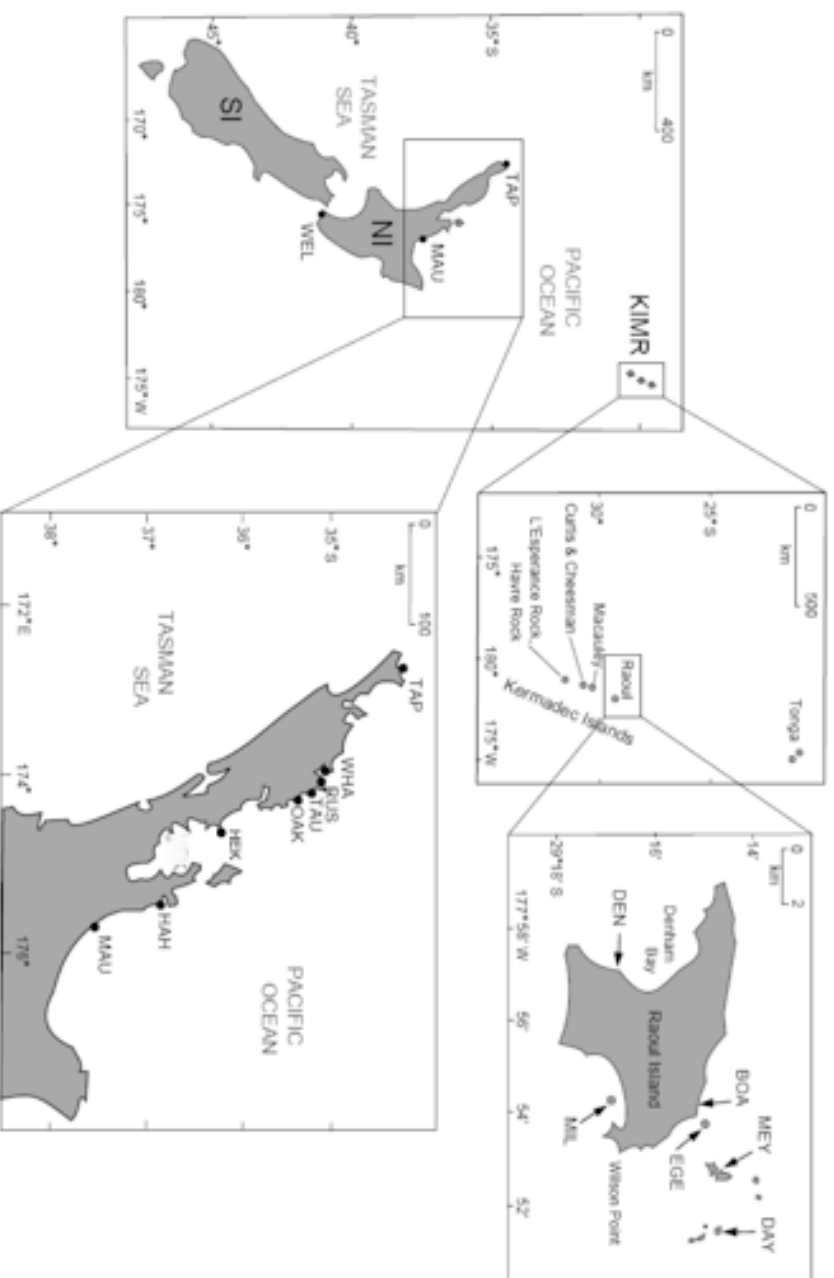 0
400
km
35° S
40°
45°
170°
175°
180°
175° W
TASMAN
SEA
PACIFIC
OCEAN
KIMR
TAP
MAU
NI
WEL
SI
0
500
km
25° S
30°
175°
180°
175° W
Tonga
Raoul
Macauley
Curtis & Cheesman
L'Esperance Rock
Havre Rock
Kermadec Islands
0
2
km
14'
16'
29°18' S
177°58' W
56'
54'
52'
Denham
Bay
DEN
Raoul Island
BOA
MEY
DAY
EGE
MIL
Wilson Point
0
100
km
35° S
36°
37°
38°
172° E
174°
176°
TASMAN
SEA
PACIFIC
OCEAN
TAP
WHA
RUS
TAU
OAK
HEK
HAH
MAU